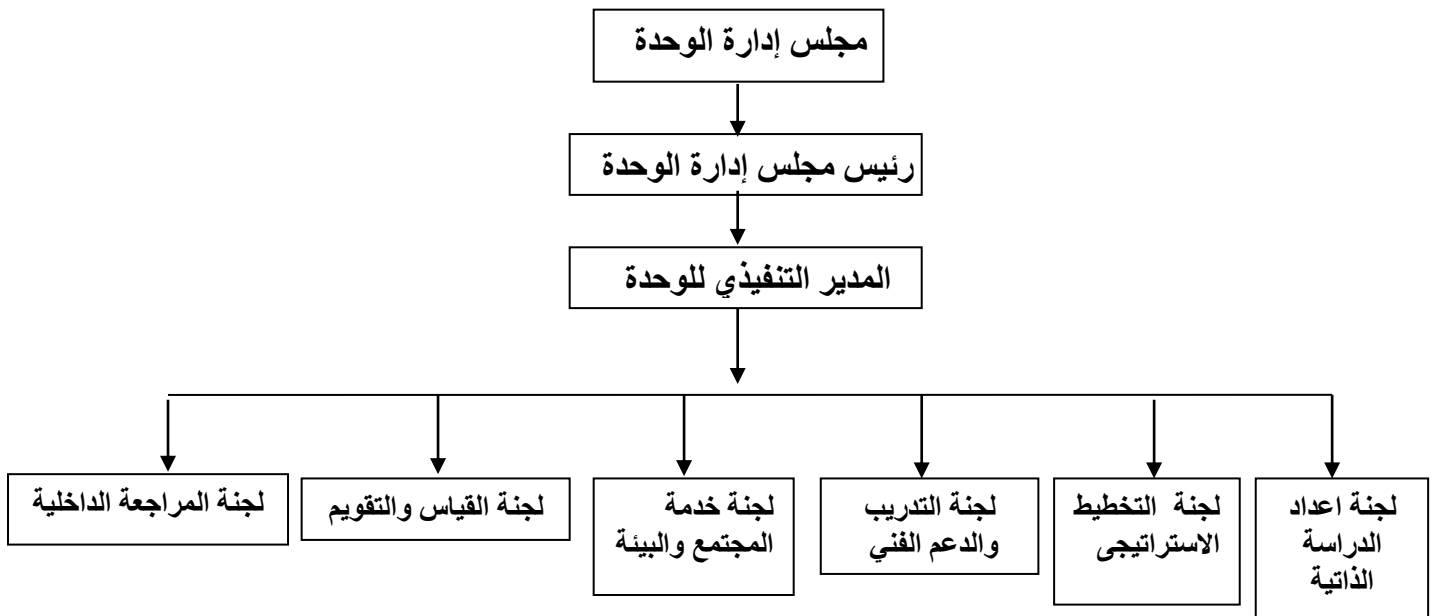 مجلس إدارة الوحدة
رئيس مجلس إدارة الوحدة
المدير التنفيذي للوحدة
لجنة اعداد
الدراسة
الذاتية
لجنة التخطيط
الاستراتيجى
لجنة التدريب
والدعم الفني
لجنة خدمة
المجتمع والبيئة
لجنة القياس والتقويم
لجنة المراجعة الداخلية